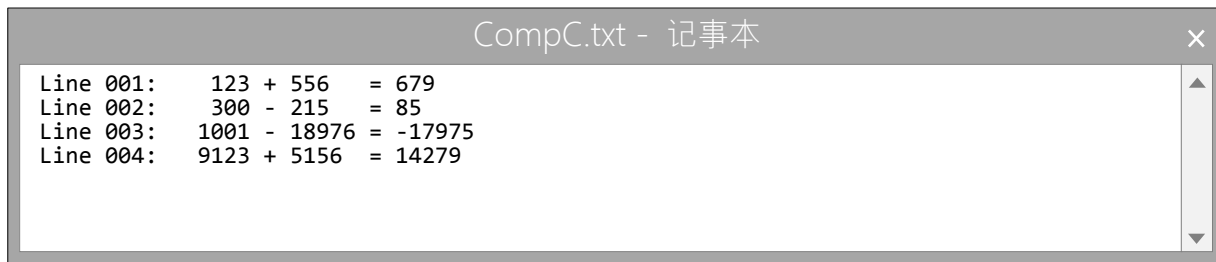 CompC.txt - 记事本
Line 001:    123 + 556   = 679
Line 002:    300 - 215   = 85
Line 003:   1001 - 18976 = -17975
Line 004:   9123 + 5156  = 14279